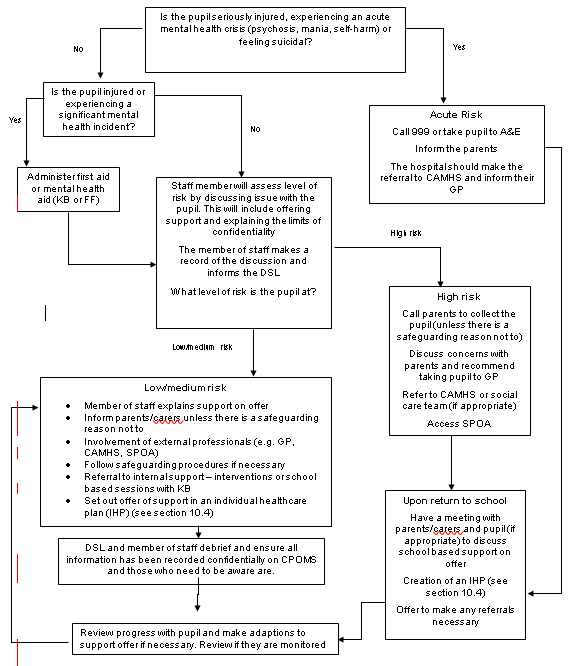 Is the pupil seriously injured, experiencing an acute
mental health crisis (psychosis, mania, self-harm) or
feeling suicidal?
No
Yes
Is the pupil injured or
experiencing a
significant mental
health incident?
Yes
No
Acute Risk
Call 999 or take pupil to A&E
Inform the parents
The hospital should make the
referral to CAMHS and inform their
GP
Administer first aid
or mental health
aid (KB or FF)
Staff member will assess level of
risk by discussing issue with the
pupil. This will include offering
support and explaining the limits of
confidentiality
The member of staff makes a
record of the discussion and
informs the DSL
What level of risk is the pupil at?
High risk
Low/medium risk
High risk
Call parents to collect the
pupil (unless there is a
safeguarding reason not to)
Discuss concerns with
parents and recommend
taking pupil to GP
Refer to CAMHS or social
care team (if appropriate)
Access SPOA
Low/medium risk
• Member of staff explains support on offer
• Inform parents/carers unless there is a safeguarding
reason not to
• Involvement of external professionals (e.g. GP,
CAMHS, SPOA)
• Follow safeguarding procedures if necessary
• Referral to internal support – interventions or school
based sessions with KB
• Set out offer of support in an individual healthcare
plan (IHP) (see section 10.4)
Upon return to school
Have a meeting with
parents/carers and pupil (if
appropriate) to discuss
school based support on
offer
Creation of an IHP (see
section 10.4)
Offer to make any referrals
necessary
DSL and member of staff debrief and ensure all
information has been recorded confidentially on CPOMS
and those who need to be aware are.
Review progress with pupil and make adaptions to
support offer if necessary. Review if they are monitored